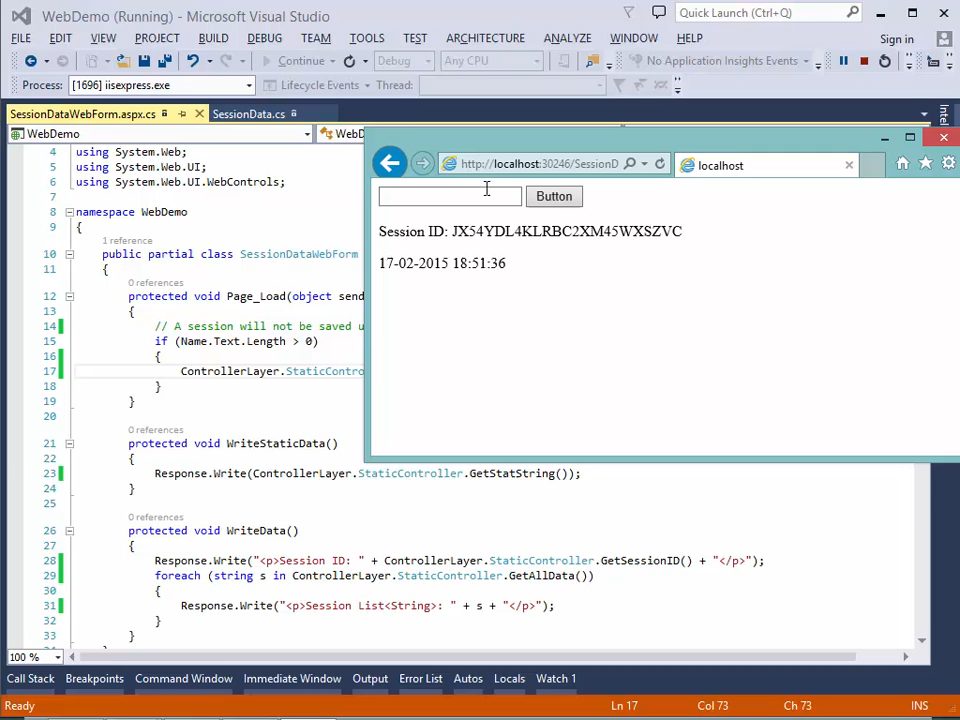 WebDemo (Running) - Microsoft Visual Studio
Quick Launch (Ctrl+Q)
FILE EDIT VIEW PROJECT BUILD DEBUG TEAM TOOLS TEST ARCHITECTURE ANALYZE WINDOW HELP Sign in
Continue Debug Any CPU No Application Insights Events
Process: [1696] iisexpress.exe Lifecycle Events Thread:
SessionDataWebForm.aspx.cs SessionData.cs
WebDemo WebD
Intel
http://localhost:30246/SessionD localhost
Button
Session ID: JX54YDL4KLRBC2XM45WXSZVC
17-02-2015 18:51:36
4 using System.Web;
5 using System.Web.UI;
6 using System.Web.UI.WebControls;
7
8 namespace WebDemo
9 {
1 reference
10 public partial class SessionDataWebForm
11 {
0 references
12 protected void Page_Load(object send
13 {
14 // A session will not be saved u
15 if (Name.Text.Length > 0)
16 {
17 ControllerLayer.StaticContro
18 }
19 }
20
0 references
21 protected void WriteStaticData()
22 {
23 Response.Write(ControllerLayer.StaticController.GetStatString());
24 }
25
0 references
26 protected void WriteData()
27 {
28 Response.Write("<p>Session ID: " + ControllerLayer.StaticController.GetSessionID() + "</p>");
29 foreach (string s in ControllerLayer.StaticController.GetAllData())
30 {
31 Response.Write("<p>Session List<String>: " + s + "</p>");
32 }
33 }
100 %
Call Stack Breakpoints Command Window Immediate Window Output Error List Autos Locals Watch 1
Ready Ln 17 Col 73 Ch 73 INS